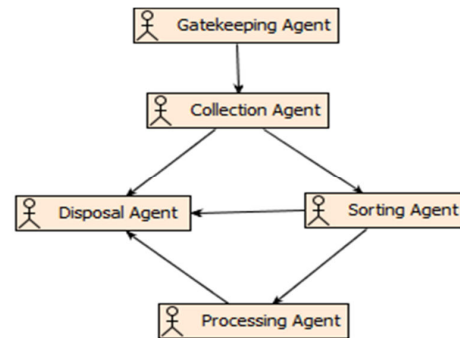 Gatekeeping Agent
Collection Agent
Disposal Agent
Sorting Agent
Processing Agent